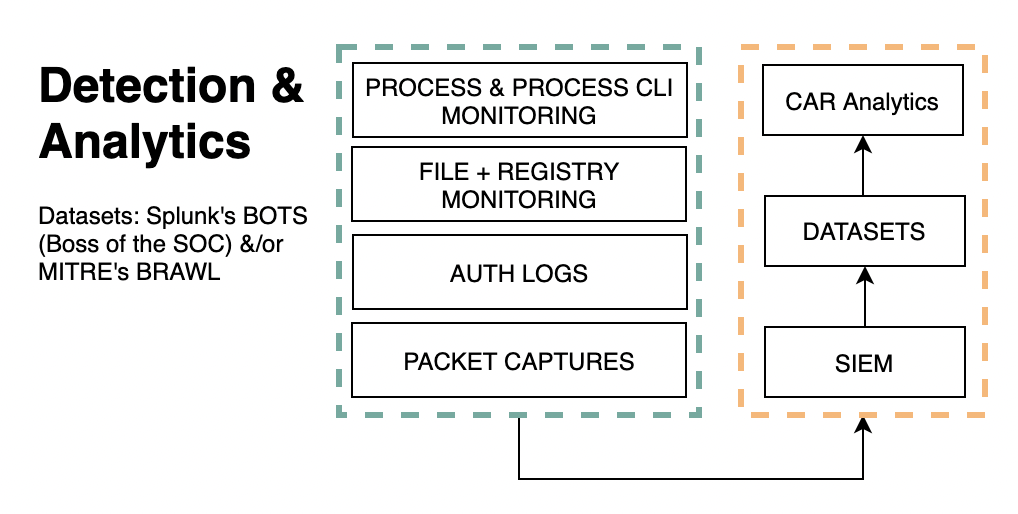 Detection &
Analytics
Datasets: Splunk's BOTS
(Boss of the SOC) &/or
MITRE's BRAWL
PROCESS & PROCESS CLI
MONITORING
FILE + REGISTRY
MONITORING
AUTH LOGS
PACKET CAPTURES
CAR Analytics
DATASETS
SIEM